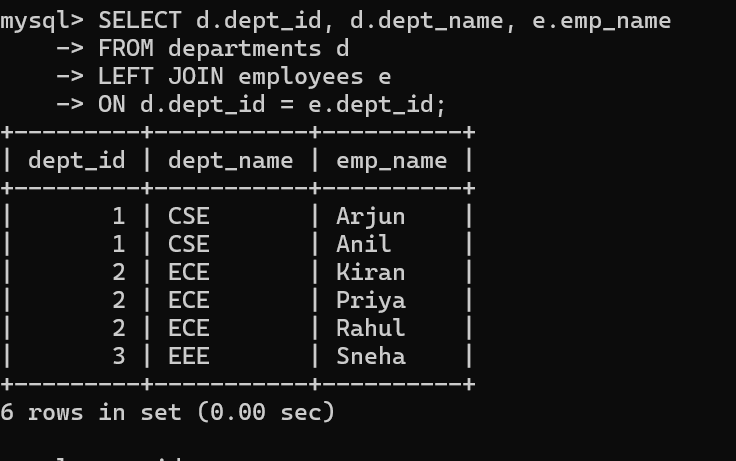 mysql> SELECT d.dept_id, d.dept_name, e.emp_name
    -> FROM departments d
    -> LEFT JOIN employees e
    -> ON d.dept_id = e.dept_id;
+---------+-----------+----------+
| dept_id | dept_name | emp_name |
+---------+-----------+----------+
|       1 | CSE       | Arjun    |
|       1 | CSE       | Anil     |
|       2 | ECE       | Kiran    |
|       2 | ECE       | Priya    |
|       2 | ECE       | Rahul    |
|       3 | EEE       | Sneha    |
+---------+-----------+----------+
6 rows in set (0.00 sec)